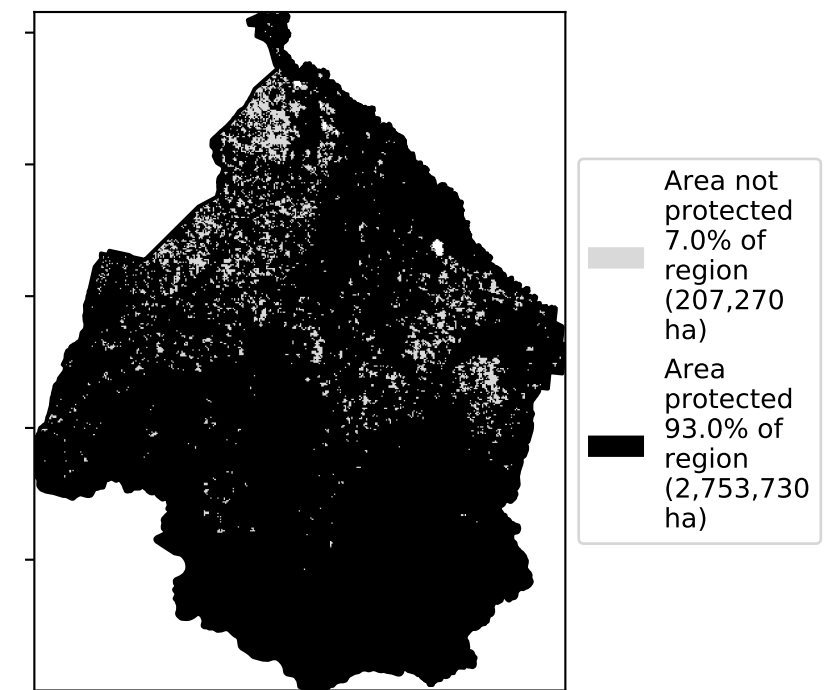 Area not
protected
7.0% of
region
(207,270
ha)
Area
protected
93.0% of
region
(2,753,730
ha)